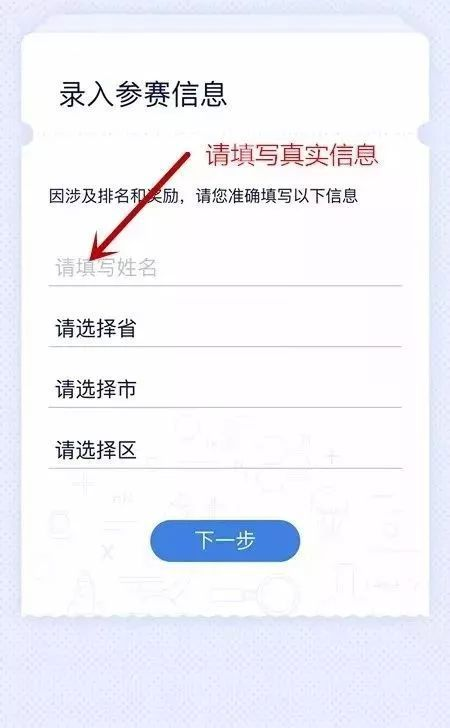 录入参赛信息
请填写真实信息
因涉及排名和奖励，请您准确填写以下信息
请填写姓名
请选择省
请选择市
请选择区
下一步